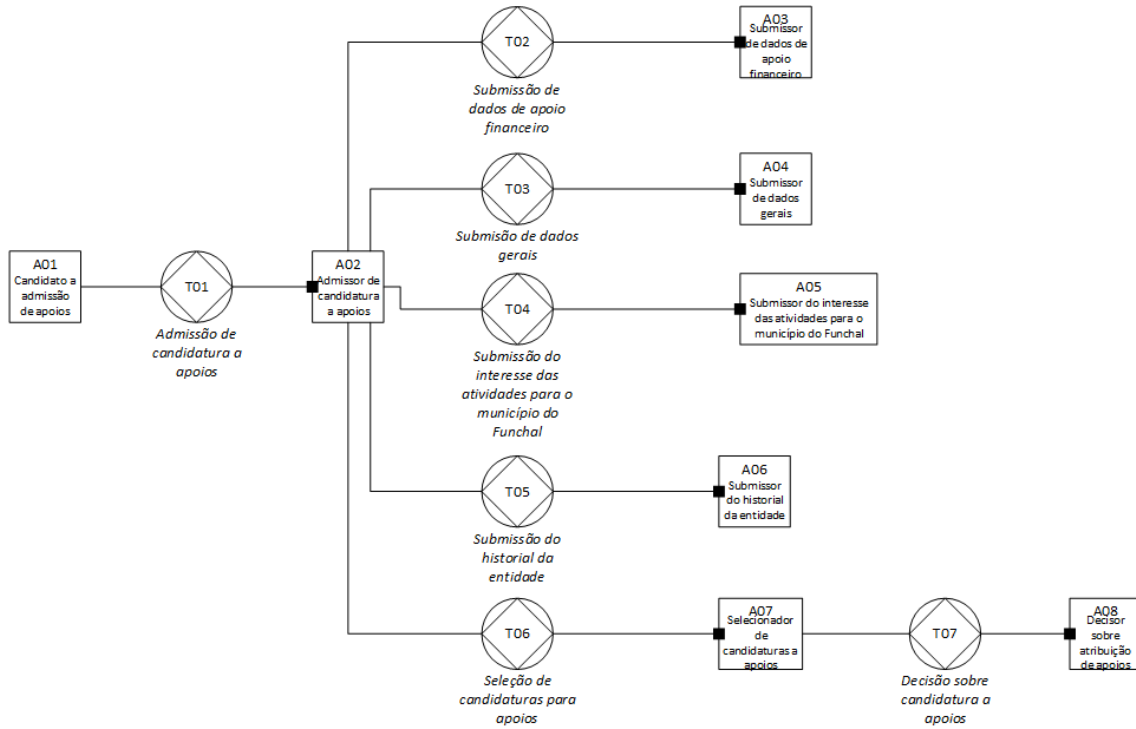 T02
Submissão de
dados de apoio
financeiro
A03
Submissor
de dados de
apoio
financeiro
T03
Submisão de dados
gerais
A04
Submissor
de dados
gerais
A01
Candidato a
admissão
de apoios
T01
Admissão de
candidatura a
apoios
A02
Admissor de
candidatura
a apoios
T04
Submissão do
interesse das
atividades para o
município do
Funchal
A05
Submissor do interesse
das atividades para o
município do Funchal
T05
Submissão do
historial da
entidade
A06
Submissor
do historial
da entidade
T06
Seleção de
candidaturas para
apoios
A07
Selecionador
de
candidaturas a
apoios
T07
Decisão sobre
candidatura a
apoios
A08
Decisor
sobre
atribuição
de apoios